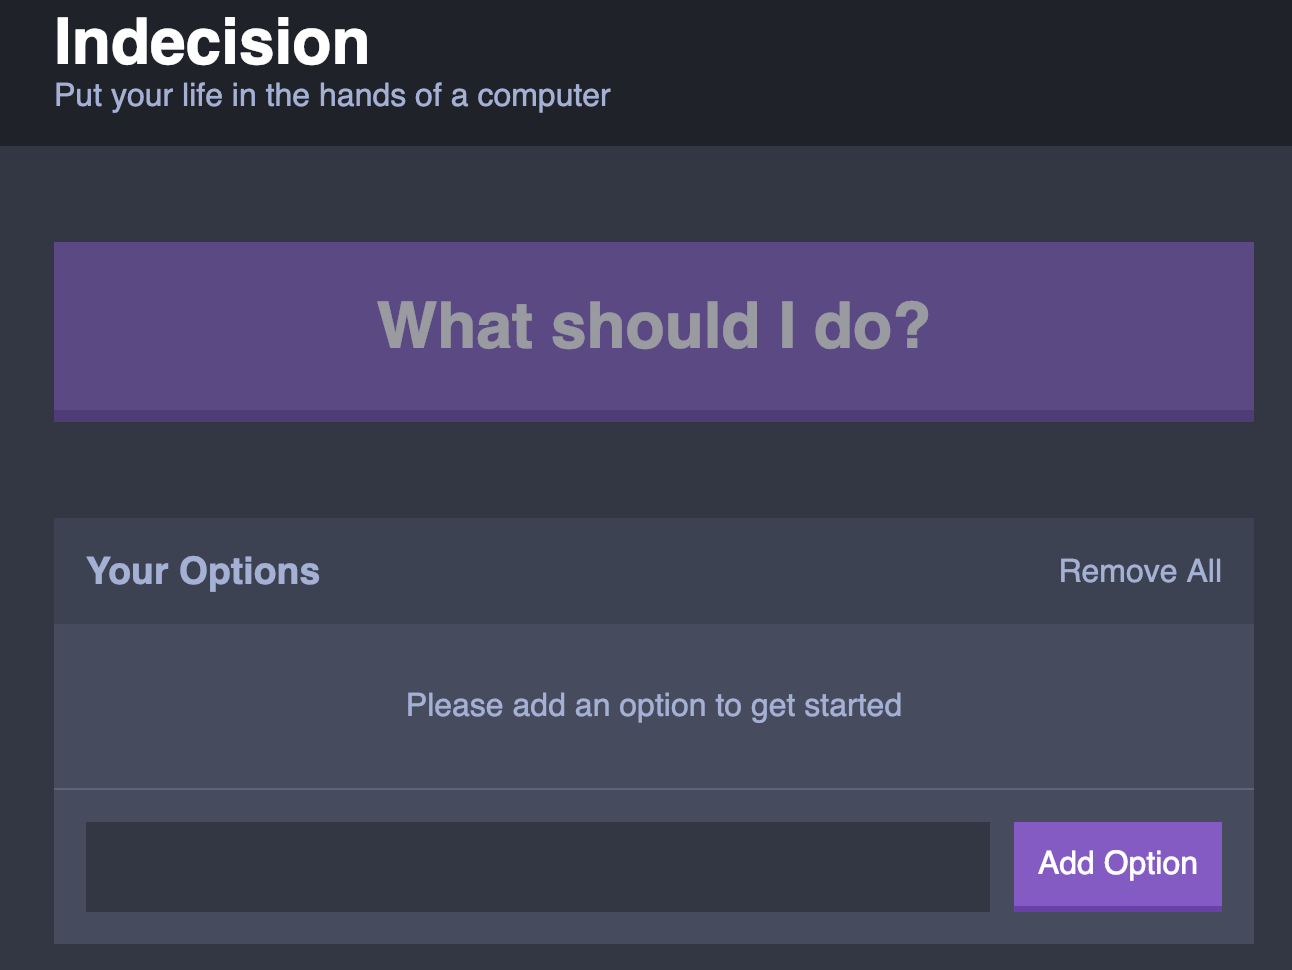 Indecision
Put your life in the hands of a computer
What should I do?
Your Options
Remove All
Please add an option to get started
Add Option